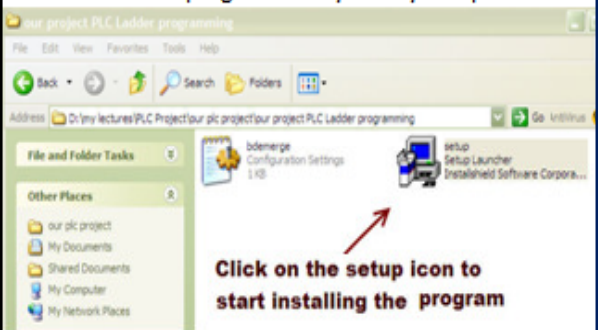 our project PLC Ladder programming
File Edit View Favorites Tools Help
Back Search Folders
Address D:\my lectures\PLC Project\our plc project\our project PLC Ladder programming Go Antivirus
File and Folder Tasks
bdemerge
Configuration Settings
1 KB
setup
Setup Launcher
InstallShield Software Corpora...
Other Places
our plc project
My Documents
Shared Documents
My Computer
My Network Places
Click on the setup icon to
start installing the program